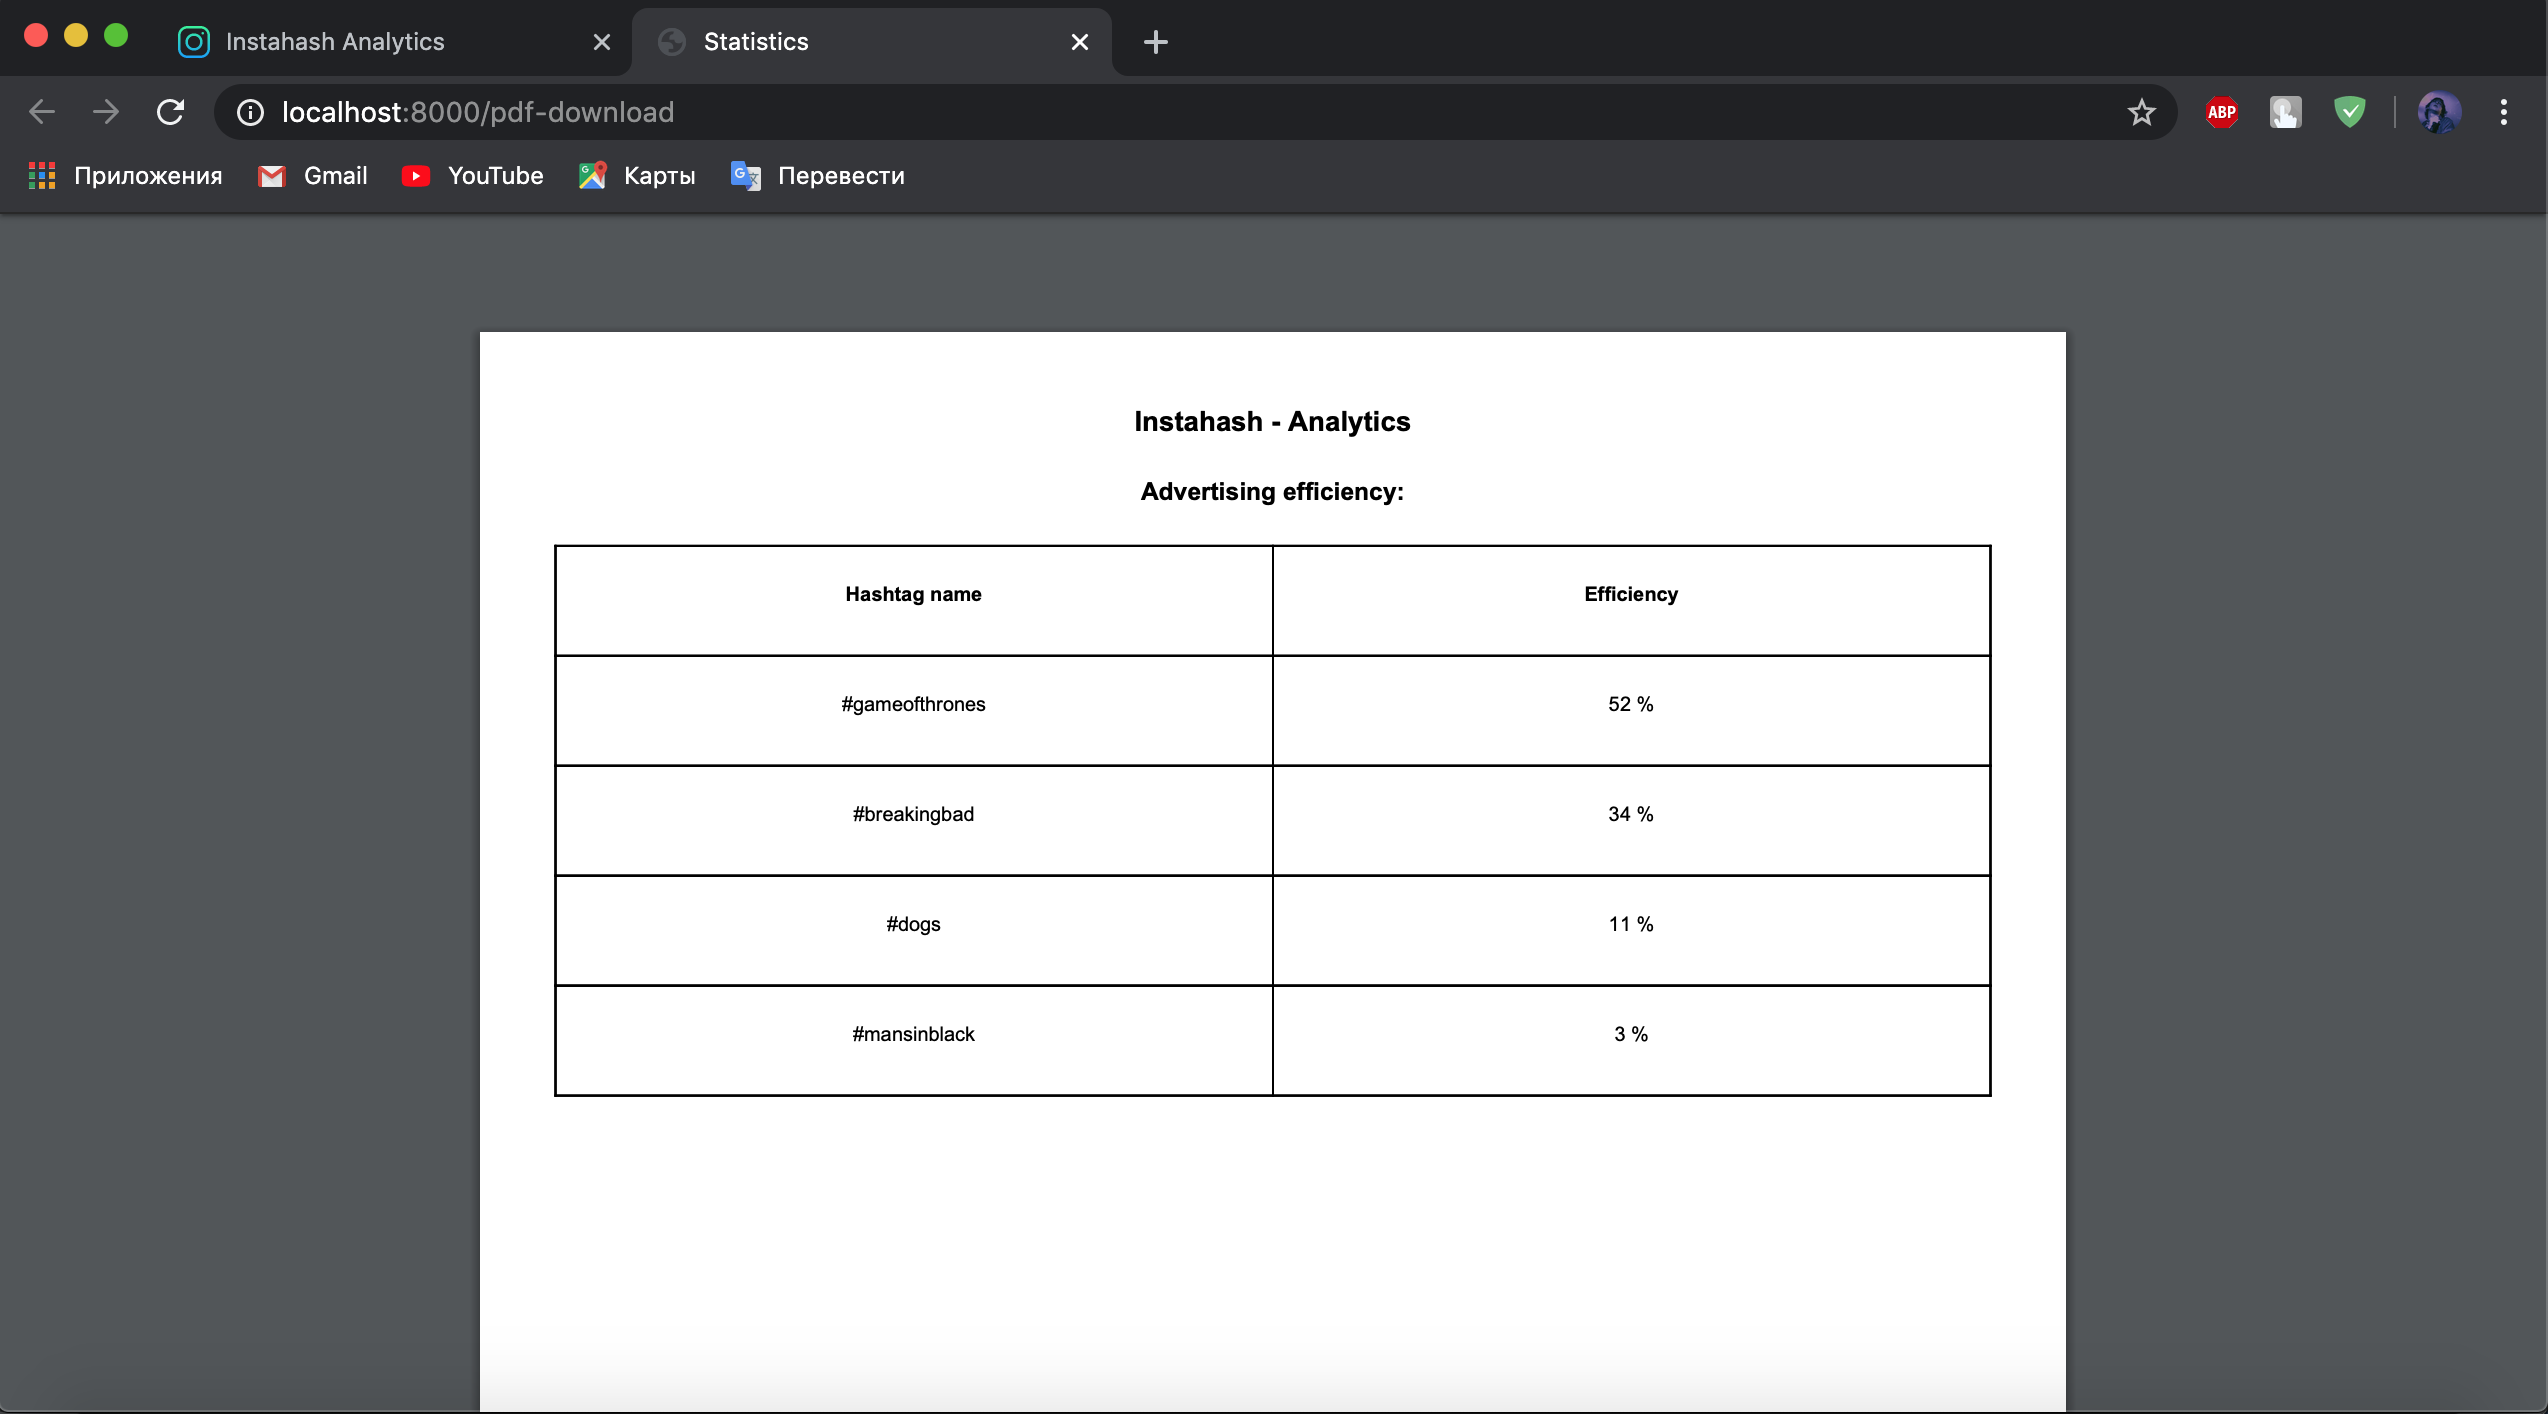 Instahash Analytics
Statistics
localhost:8000/pdf-download
ABP
Приложения Gmail YouTube Карты Перевести
Instahash - Analytics
Advertising efficiency:
Hashtag name Efficiency
#gameofthrones 52 %
#breakingbad 34 %
#dogs 11 %
#mansinblack 3 %